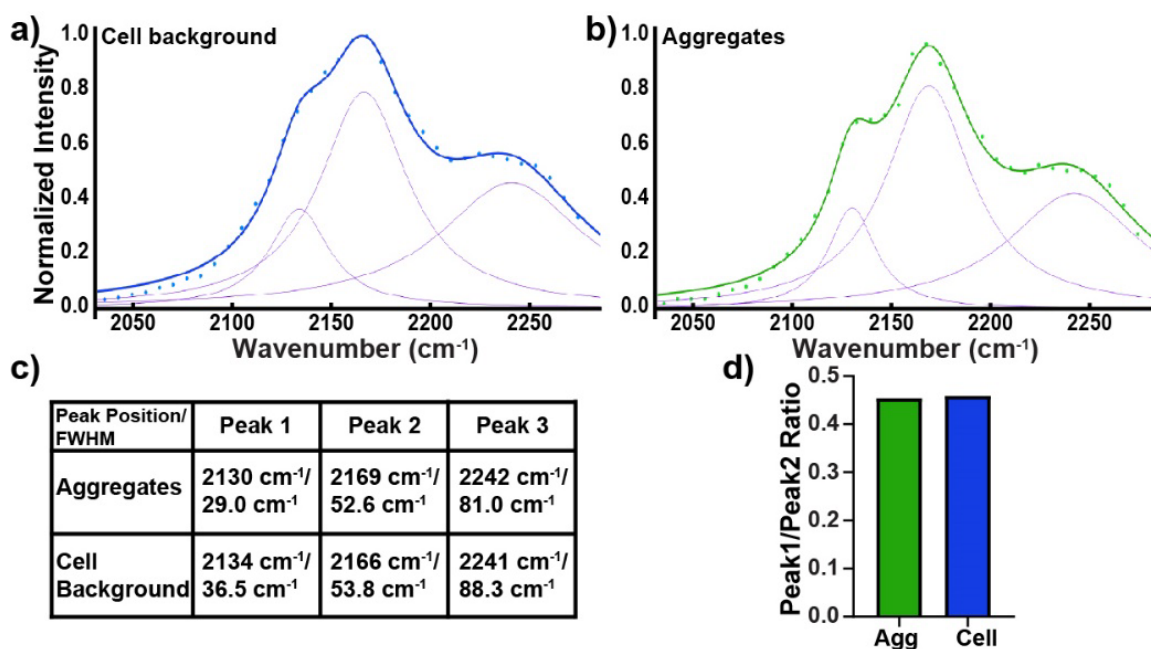 a)
Cell background
Normalized Intensity
1.0
0.8
0.6
0.4
0.2
0.0
2050
2100
2150
2200
2250
Wavenumber (cm⁻¹)
b)
Aggregates
1.0
0.8
0.6
0.4
0.2
0.0
2050
2100
2150
2200
2250
Wavenumber (cm⁻¹)
c)
Peak Position/
FWHM
Peak 1
Peak 2
Peak 3
Aggregates
2130 cm⁻¹/
29.0 cm⁻¹
2169 cm⁻¹/
52.6 cm⁻¹
2242 cm⁻¹/
81.0 cm⁻¹
Cell
Background
2134 cm⁻¹/
36.5 cm⁻¹
2166 cm⁻¹/
53.8 cm⁻¹
2241 cm⁻¹/
88.3 cm⁻¹
d)
Peak1/Peak2 Ratio
0.5
0.4
0.3
0.2
0.1
0.0
Agg
Cell